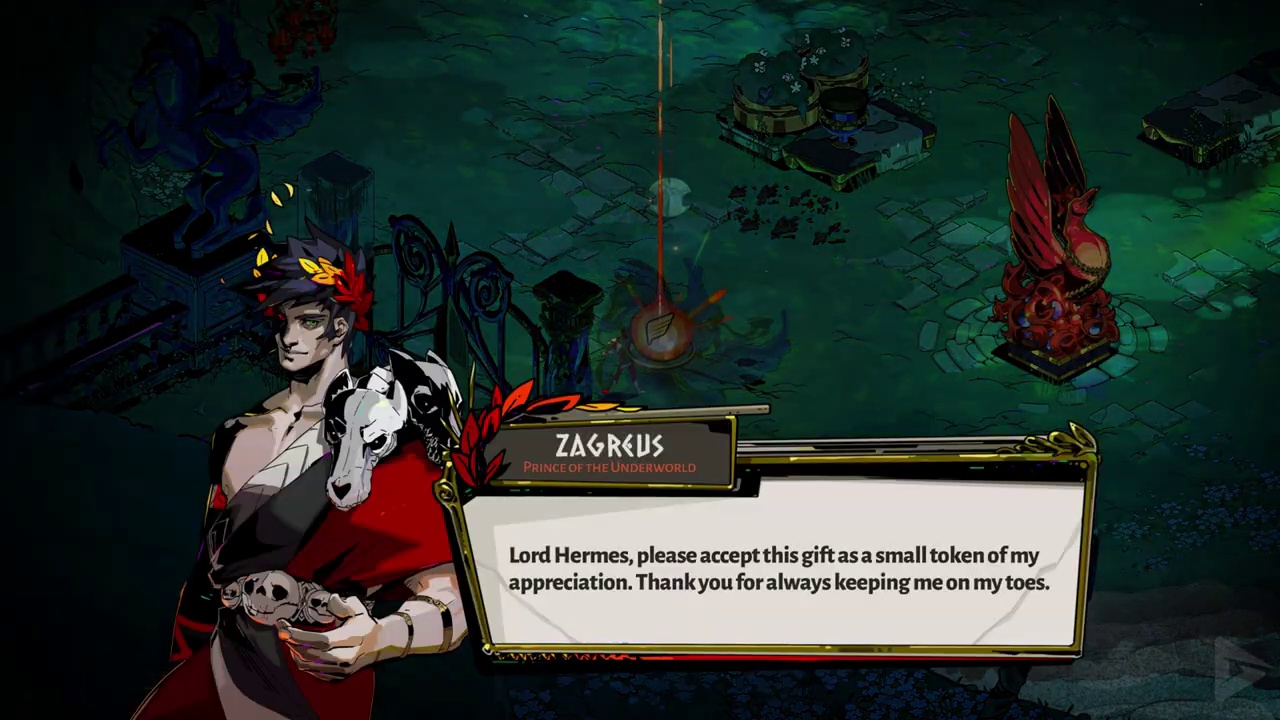 ZAGREUS
PRINCE OF THE UNDERWORLD
Lord Hermes, please accept this gift as a small token of my
appreciation. Thank you for always keeping me on my toes.